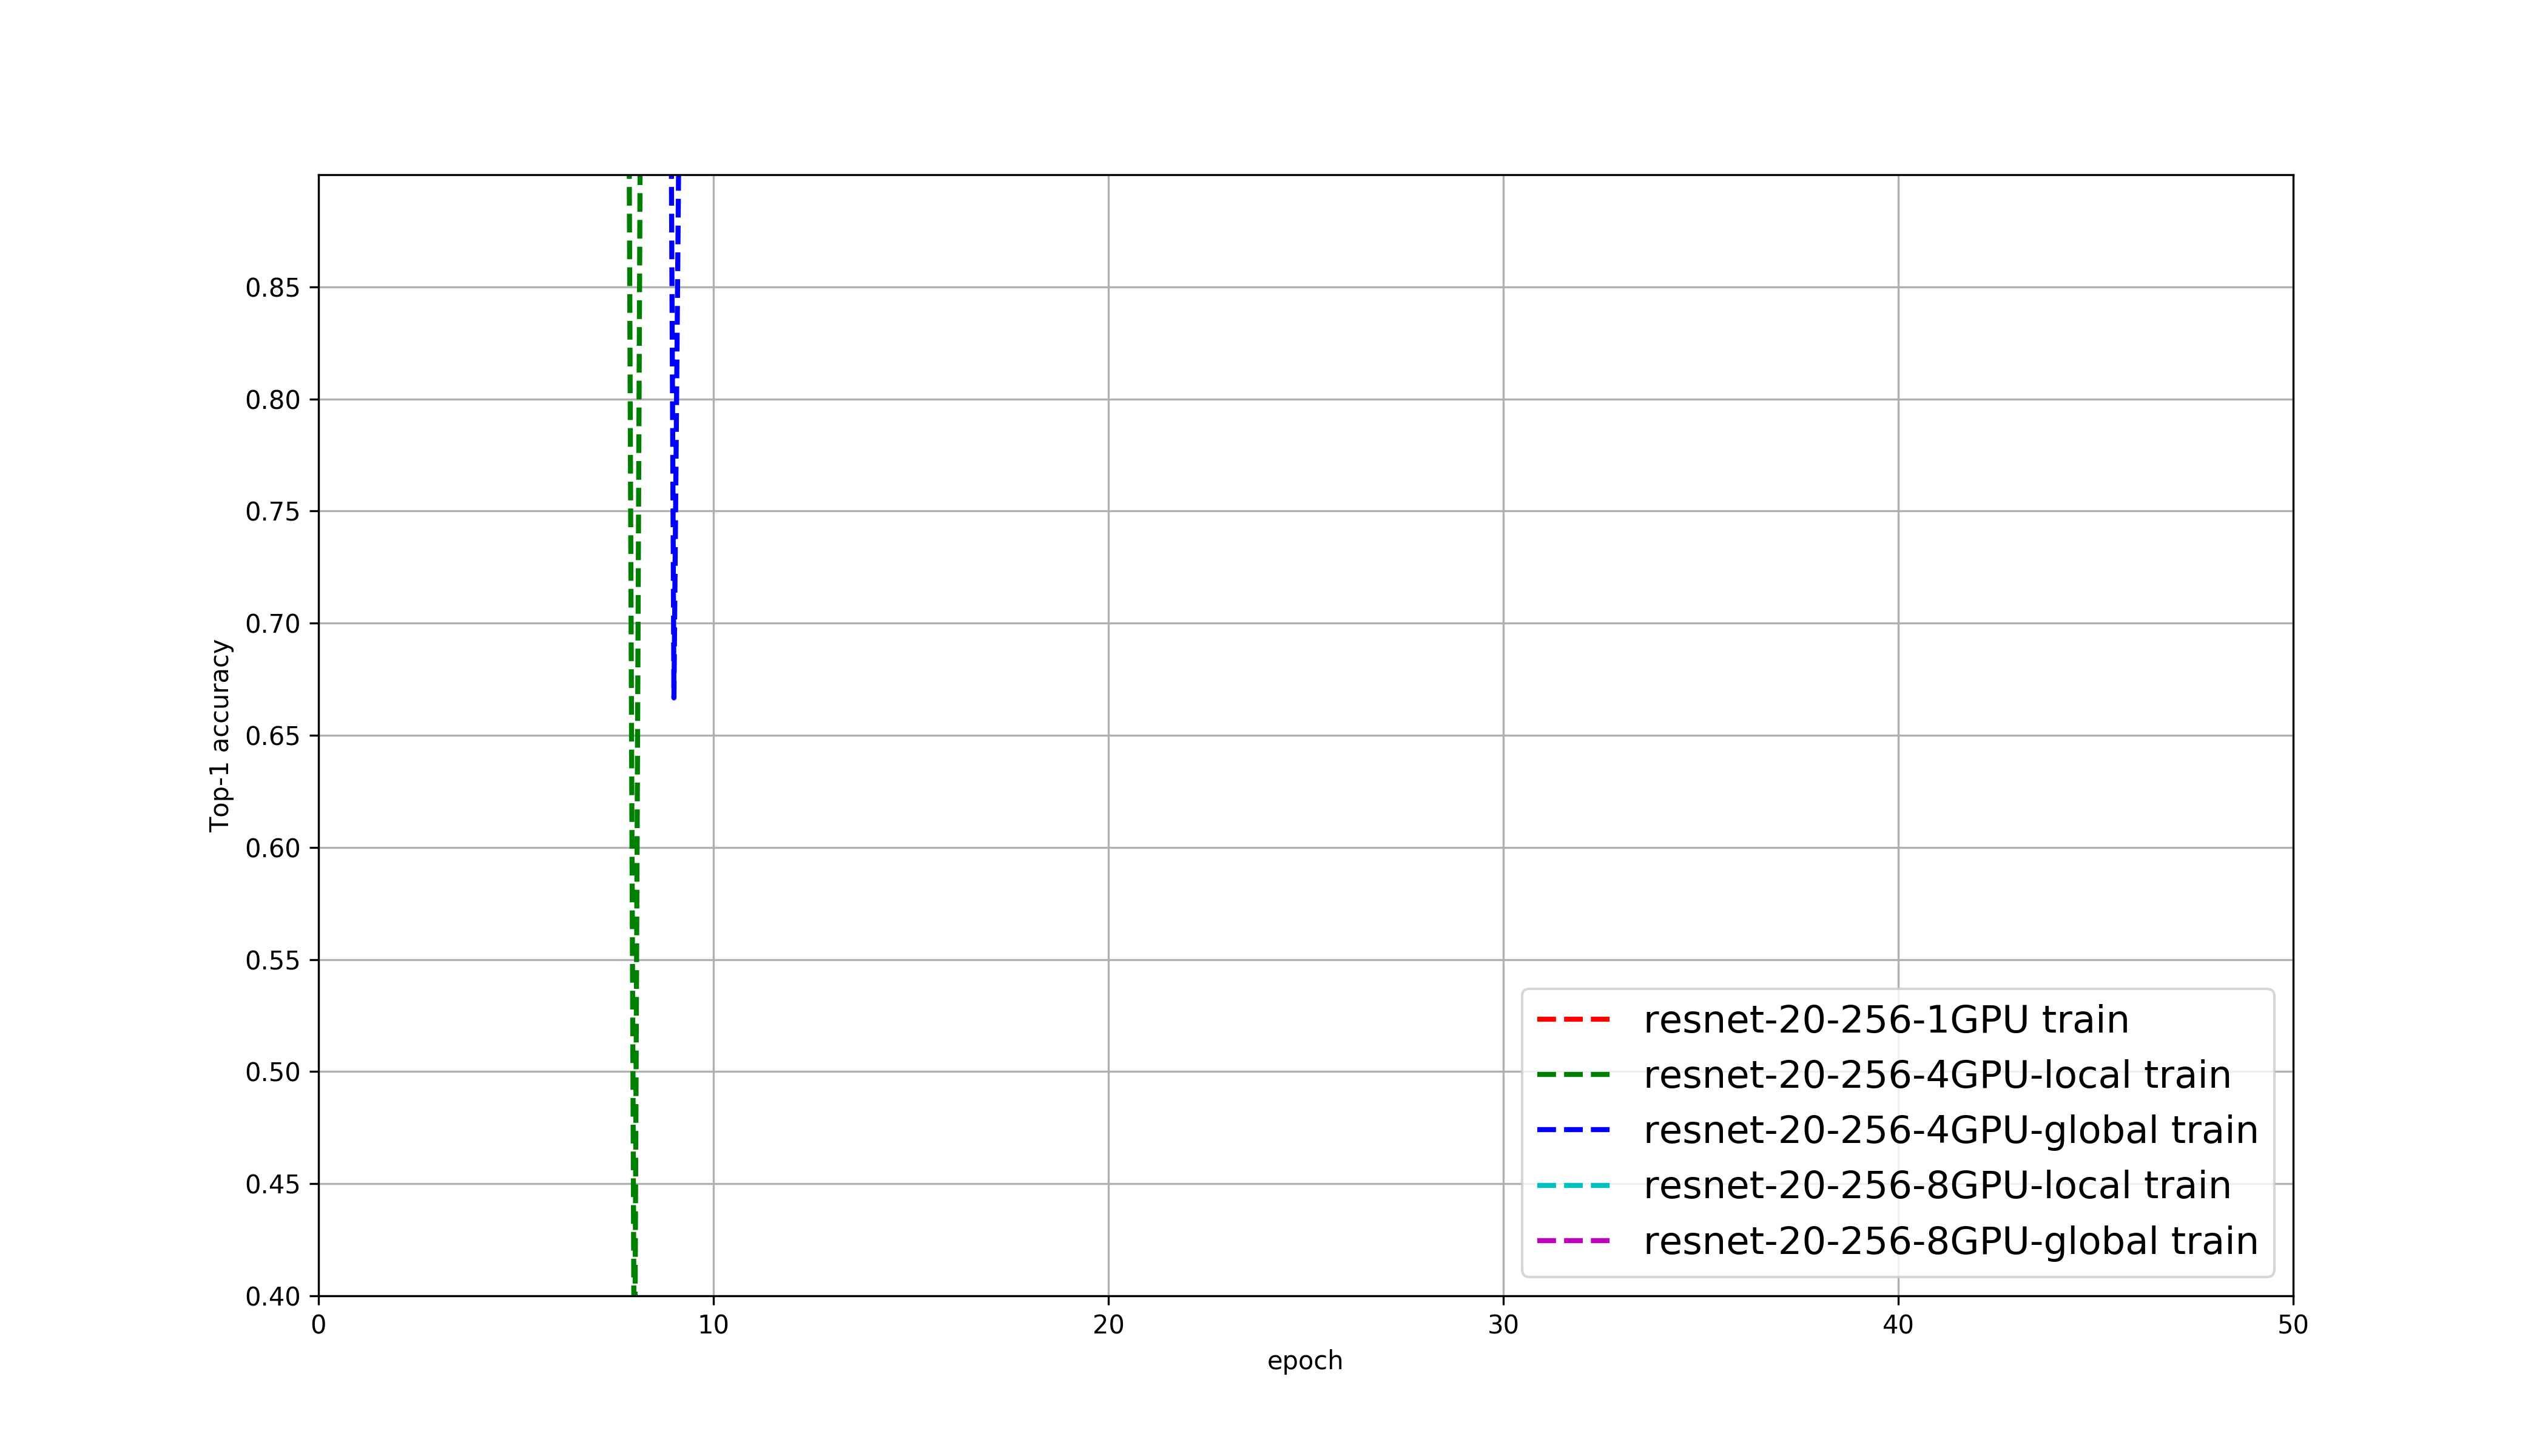 0.85
0.80
0.75
0.70
0.65
0.60
0.55
0.50
0.45
0.40
Top-1 accuracy
0 10 20 30 40 50
epoch
resnet-20-256-1GPU train
resnet-20-256-4GPU-local train
resnet-20-256-4GPU-global train
resnet-20-256-8GPU-local train
resnet-20-256-8GPU-global train